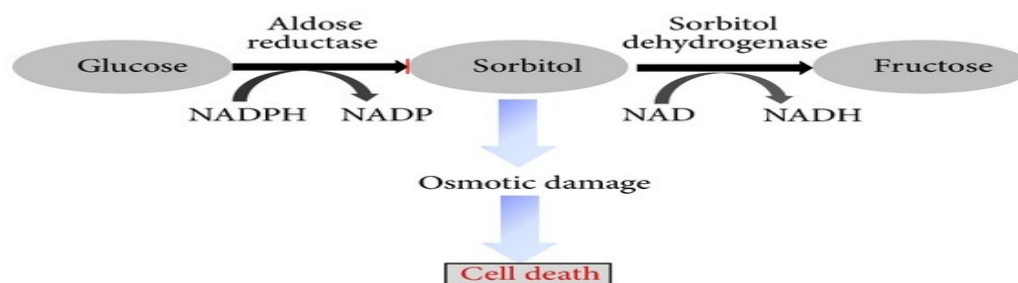 Aldose
reductase
Sorbitol
dehydrogenase
Glucose
Sorbitol
Fructose
NADPH
NADP
NAD
NADH
Osmotic damage
Cell death